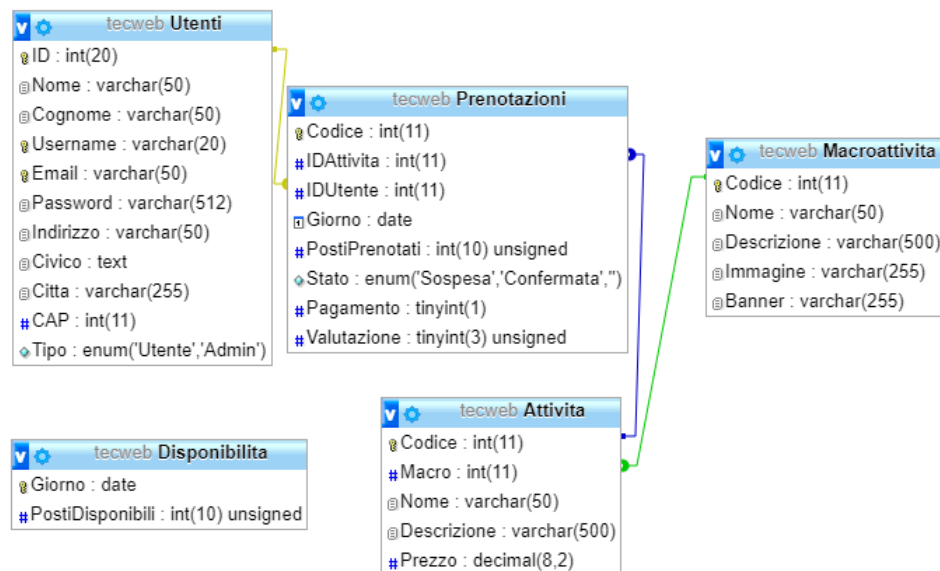 tecweb Utenti
ID : int(20)
Nome : varchar(50)
Cognome : varchar(50)
Username : varchar(20)
Email : varchar(50)
Password : varchar(512)
Indirizzo : varchar(50)
Civico : text
Citta : varchar(255)
CAP : int(11)
Tipo : enum('Utente','Admin')
tecweb Prenotazioni
Codice : int(11)
IDAttivita : int(11)
IDUtente : int(11)
Giorno : date
PostiPrenotati : int(10) unsigned
Stato : enum('Sospesa','Confermata','')
Pagamento : tinyint(1)
Valutazione : tinyint(3) unsigned
tecweb Macroattivita
Codice : int(11)
Nome : varchar(50)
Descrizione : varchar(500)
Immagine : varchar(255)
Banner : varchar(255)
tecweb Disponibilita
Giorno : date
PostiDisponibili : int(10) unsigned
tecweb Attivita
Codice : int(11)
Macro : int(11)
Nome : varchar(50)
Descrizione : varchar(500)
Prezzo : decimal(8,2)